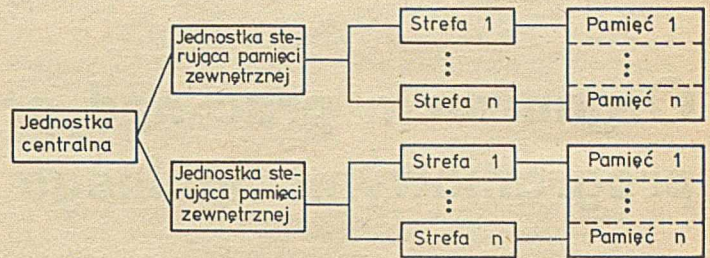 Jednostka
centralna
Jednostka ste-
rująca pamięci
zewnętrznej
Strefa 1
Strefa n
Pamięć 1
Pamięć n
Jednostka ste-
rująca pamięci
zewnętrznej
Strefa 1
Strefa n
Pamięć 1
Pamięć n